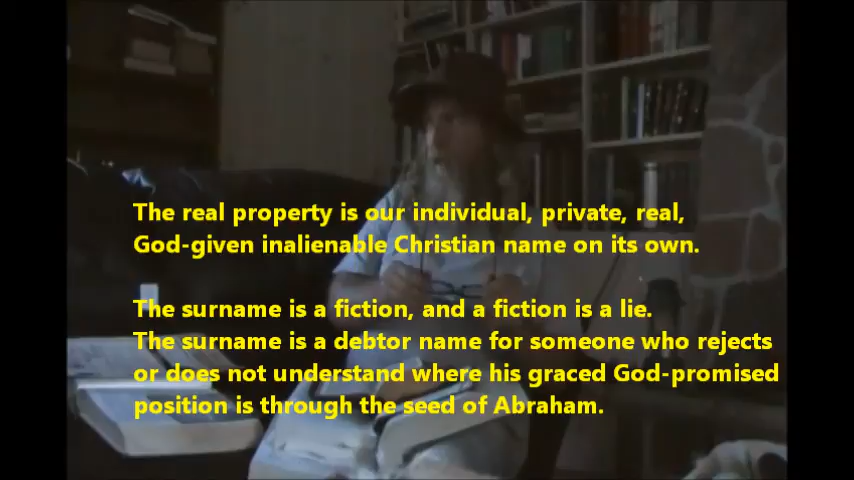 The real property is our individual, private, real,
God-given inalienable Christian name on its own.
The surname is a fiction, and a fiction is a lie.
The surname is a debtor name for someone who rejects
or does not understand where his graced God-promised
position is through the seed of Abraham.